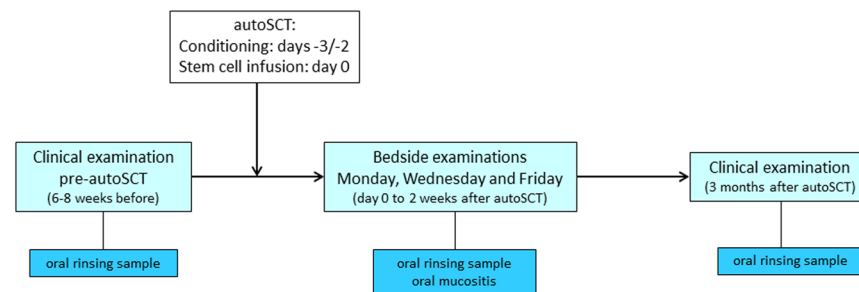 autoSCT:
Conditioning: days -3/-2
Stem cell infusion: day 0
Clinical examination
pre-autoSCT
(6-8 weeks before)
Bedside examinations
Monday, Wednesday and Friday
(day 0 to 2 weeks after autoSCT)
Clinical examination
(3 months after autoSCT)
oral rinsing sample
oral rinsing sample
oral mucositis
oral rinsing sample